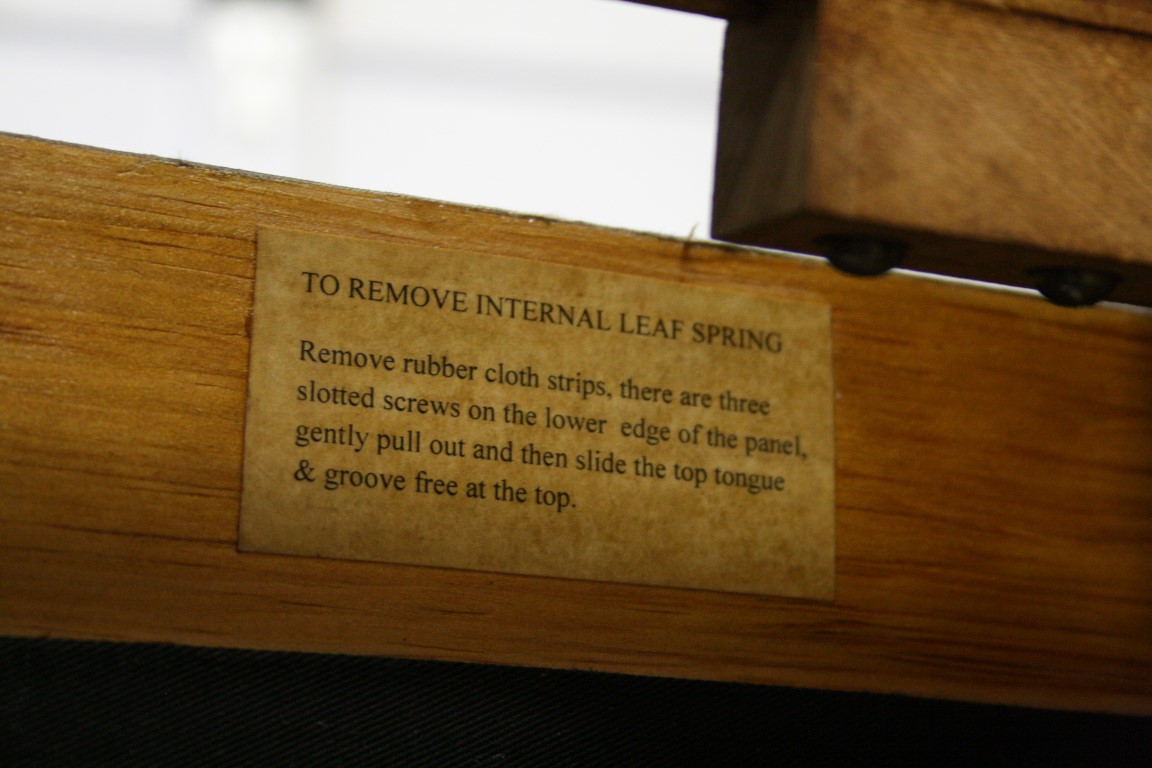 TO REMOVE INTERNAL LEAF SPRING
Remove rubber cloth strips, there are three
slotted screws on the lower edge of the panel,
gently pull out and then slide the top tongue
& groove free at the top.